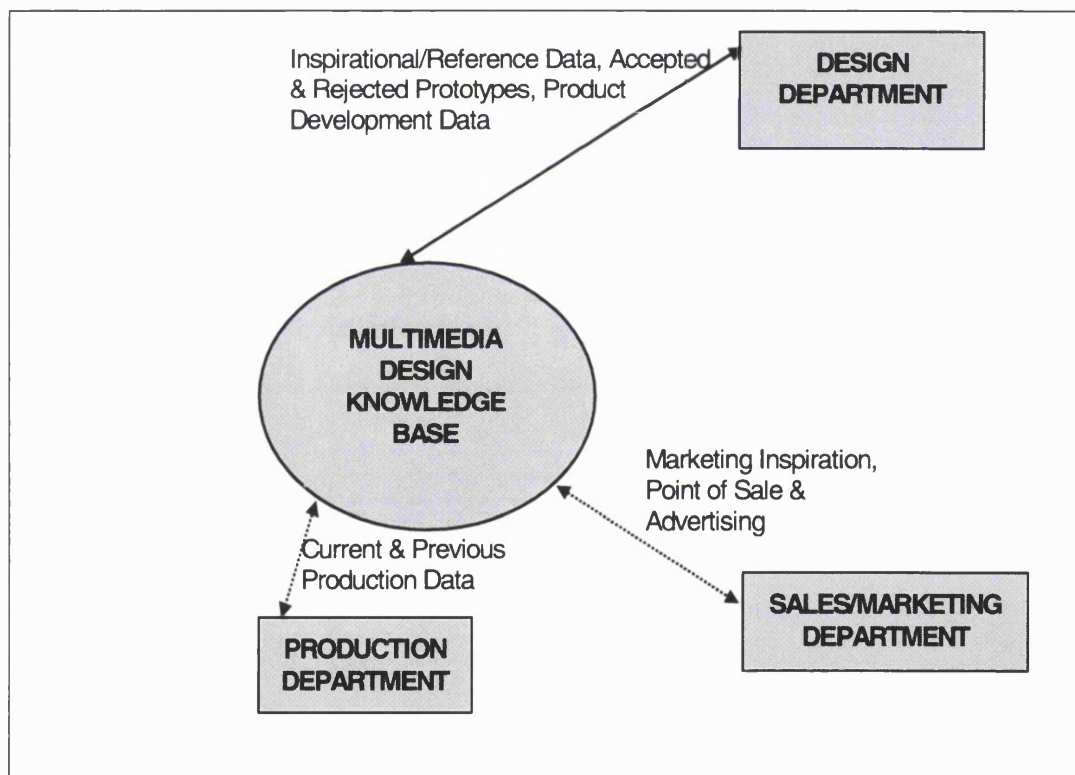 Inspirational/Reference Data, Accepted
& Rejected Prototypes, Product
Development Data
DESIGN
DEPARTMENT
MULTIMEDIA
DESIGN
KNOWLEDGE
BASE
Marketing Inspiration,
Point of Sale &
Advertising
Current & Previous
Production Data
SALES/MARKETING
DEPARTMENT
PRODUCTION
DEPARTMENT